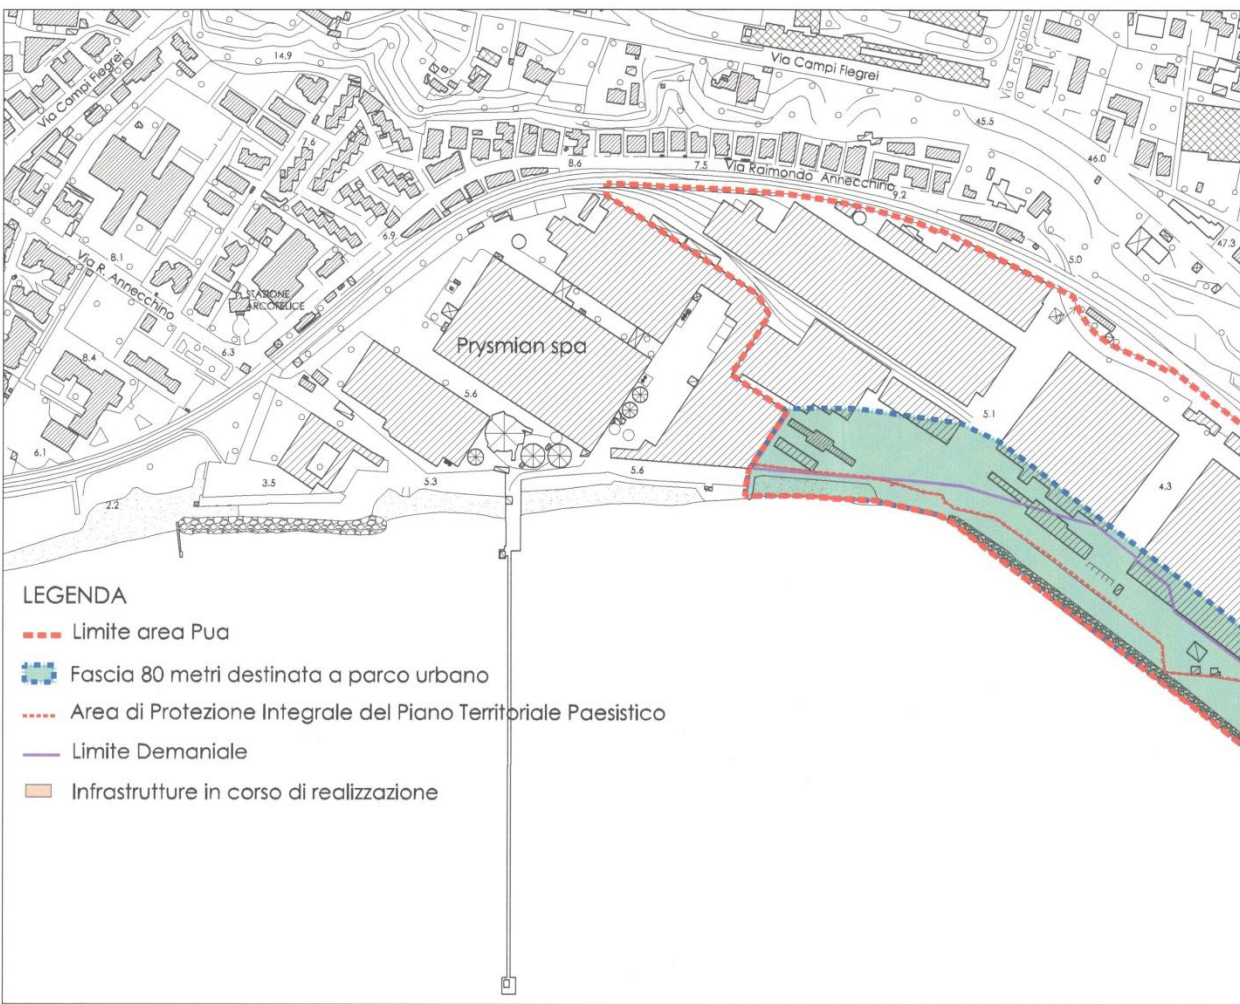 14.9
Via Campi Flegrei
Via Campi Flegrei
Via Fascione
45.5
46.0
47.3
7.6
8.6
7.5
Via Raimondo Annecchino
9.2
5.0
6.9
8.1
Via R. Annecchino
STAZIONE
ARCOFELICE
6.3
8.4
Prysmian spa
5.6
5.1
6.1
3.5
5.3
5.6
4.3
2.2
LEGENDA
Limite area Pua
Fascia 80 metri destinata a parco urbano
Area di Protezione Integrale del Piano Territoriale Paesistico
Limite Demaniale
Infrastrutture in corso di realizzazione